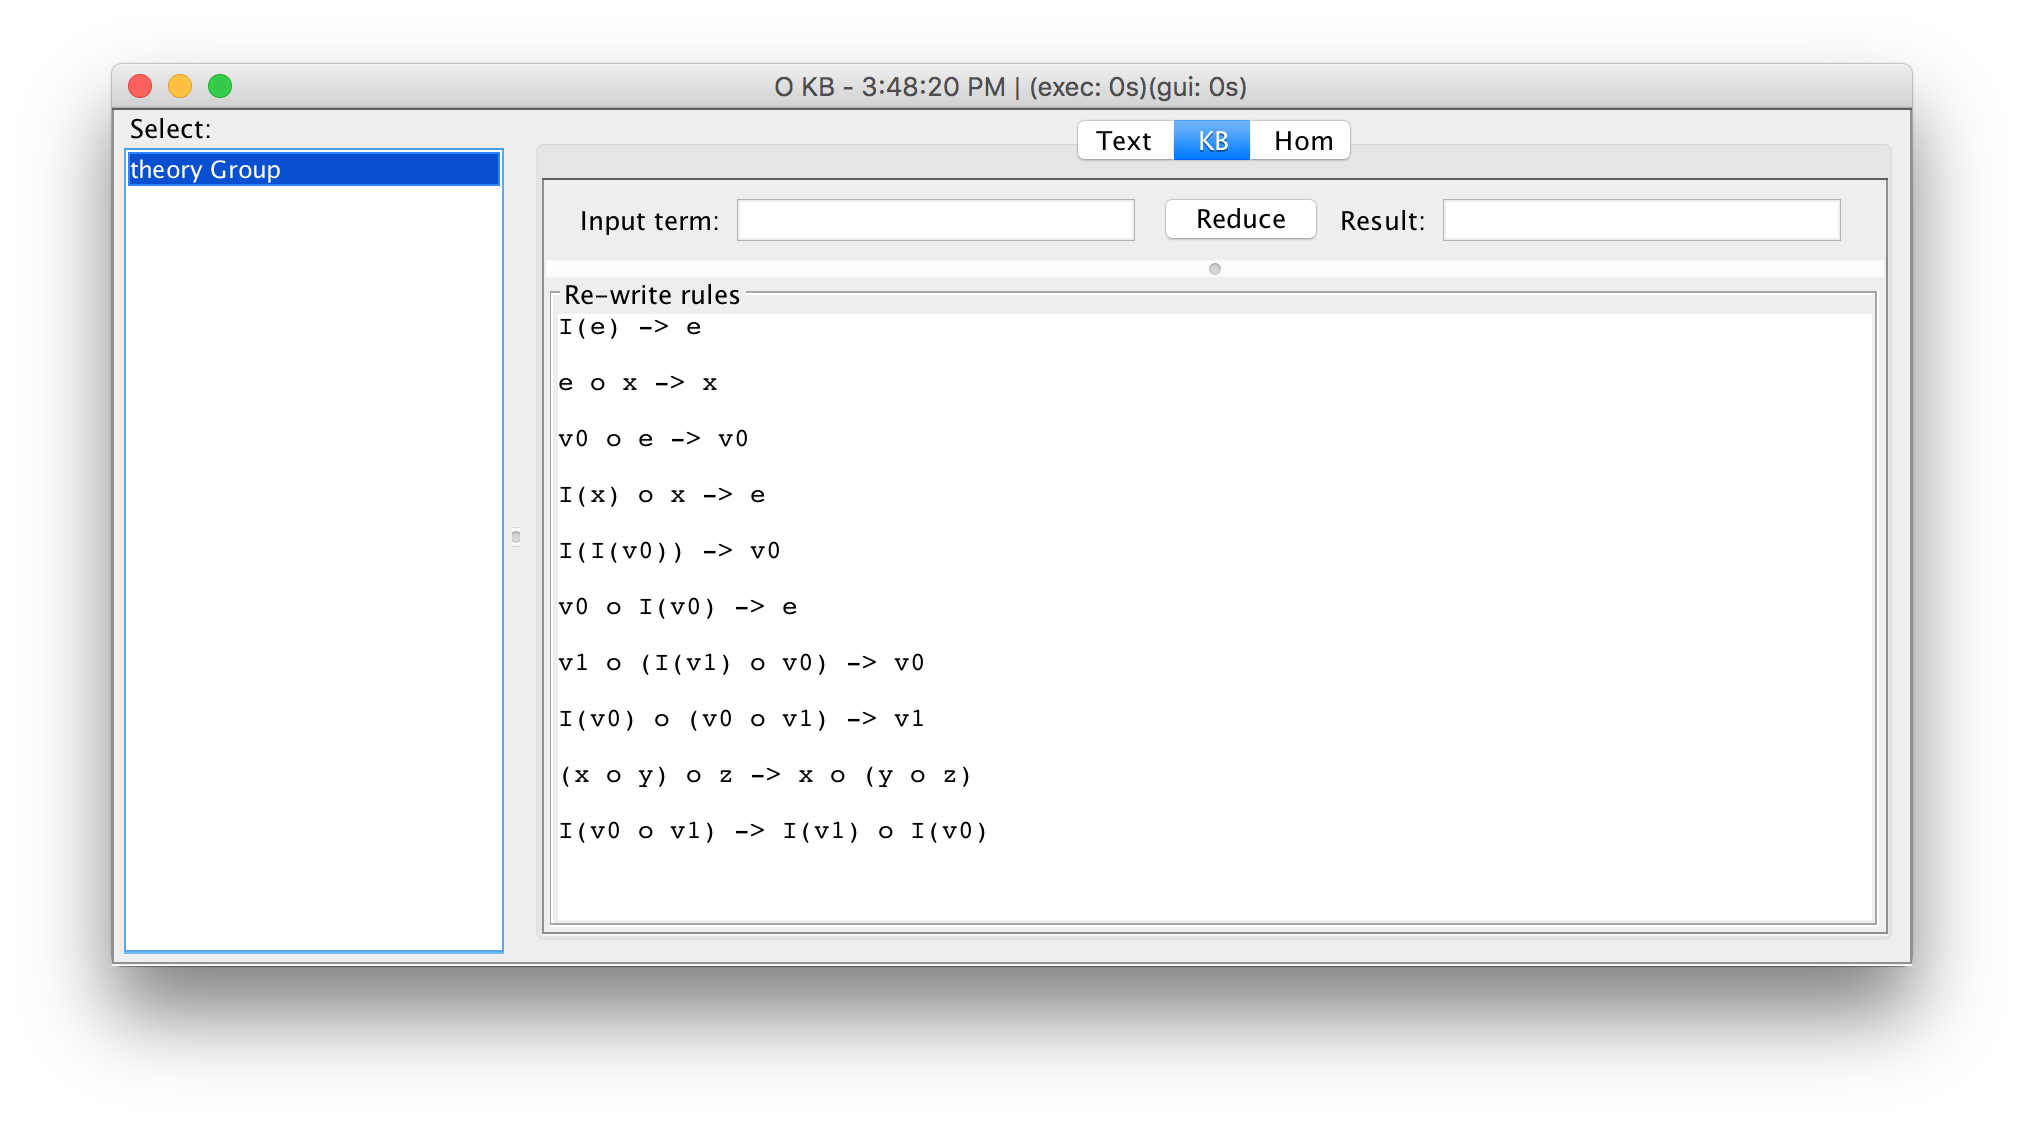 O KB - 3:48:20 PM | (exec: 0s)(gui: 0s)
Select:
theory Group
Text KB Hom
Input term: Reduce Result:
Re-write rules
I(e) -> e
e o x -> x
v0 o e -> v0
I(x) o x -> e
I(I(v0)) -> v0
v0 o I(v0) -> e
v1 o (I(v1) o v0) -> v0
I(v0) o (v0 o v1) -> v1
(x o y) o z -> x o (y o z)
I(v0 o v1) -> I(v1) o I(v0)